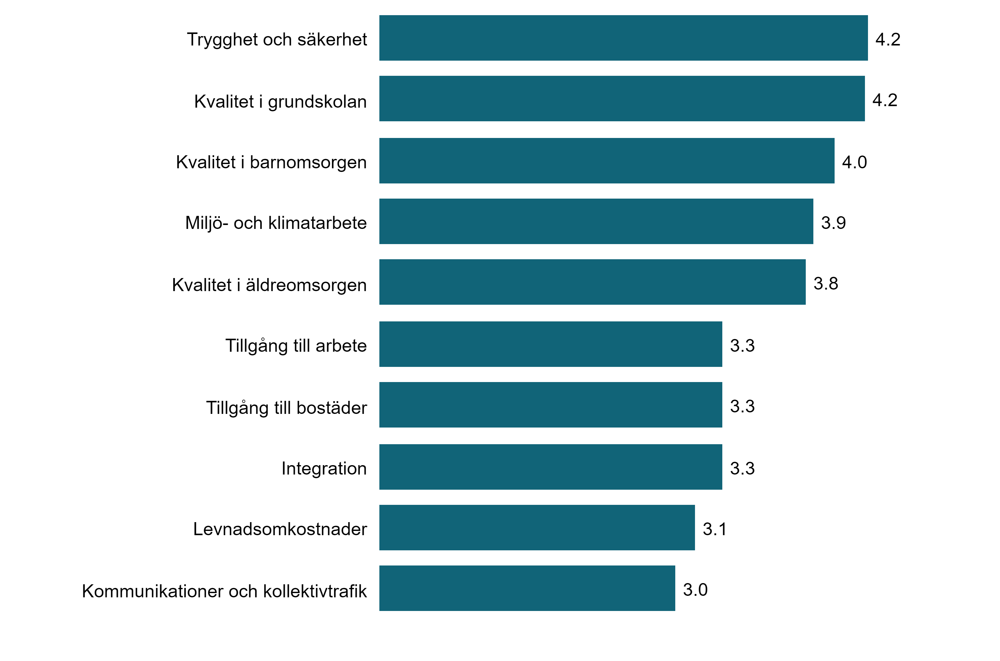 Trygghet och säkerhet 4.2
Kvalitet i grundskolan 4.2
Kvalitet i barnomsorgen 4.0
Miljö- och klimatarbete 3.9
Kvalitet i äldreomsorgen 3.8
Tillgång till arbete 3.3
Tillgång till bostäder 3.3
Integration 3.3
Levnadsomkostnader 3.1
Kommunikationer och kollektivtrafik 3.0